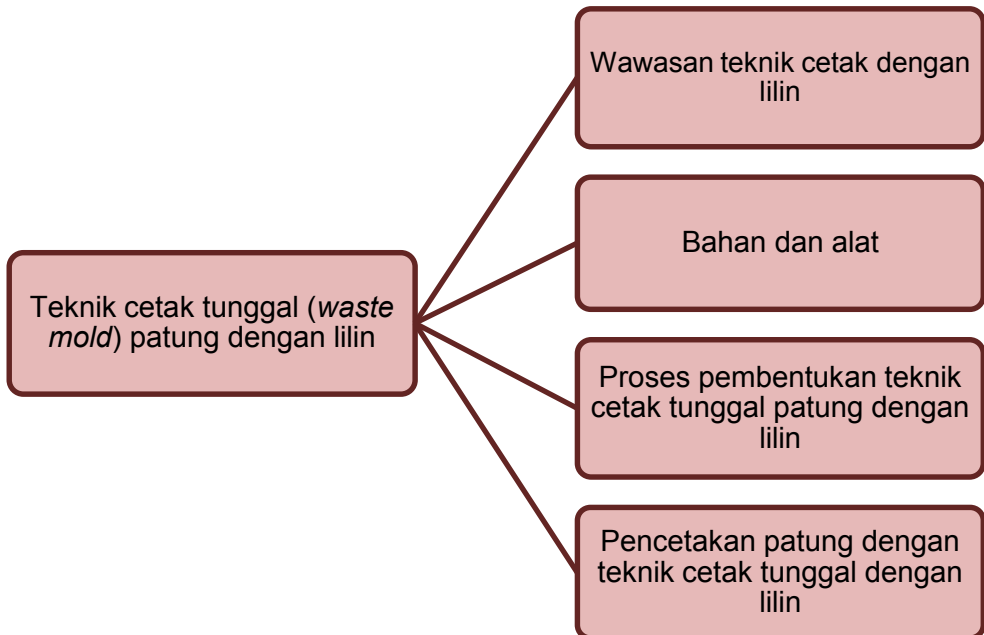 Wawasan teknik cetak dengan
lilin
Bahan dan alat
Teknik cetak tunggal (waste
mold) patung dengan lilin
Proses pembentukan teknik
cetak tunggal patung dengan
lilin
Pencetakan patung dengan
teknik cetak tunggal dengan
lilin